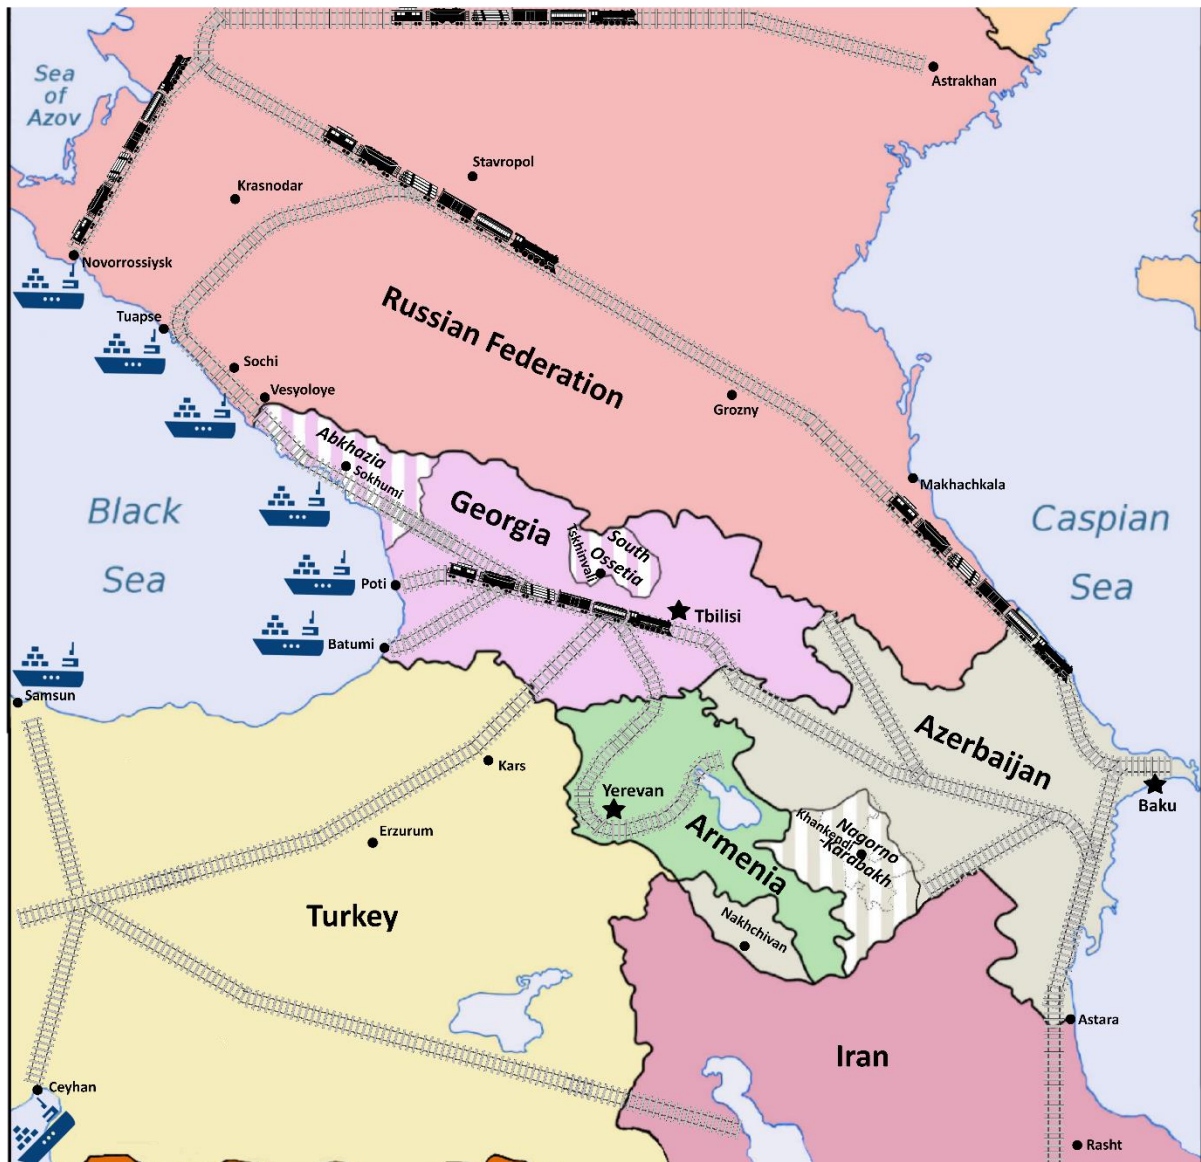 Sea
of
Azov
Astrakhan
Stavropol
Krasnodar
Novorrossiysk
Tuapse
Sochi
Vesyoloye
Russian Federation
Grozny
Makhachkala
Abkhazia
Sokhumi
Black
Sea
Georgia
Tskhinvali
South
Ossetia
Caspian
Sea
Poti
Tbilisi
Batumi
Samsun
Kars
Azerbaijan
Baku
Yerevan
Erzurum
Armenia
Khankendi
Nagorno
-Karabakh
Turkey
Nakhchivan
Astara
Iran
Ceyhan
Rasht